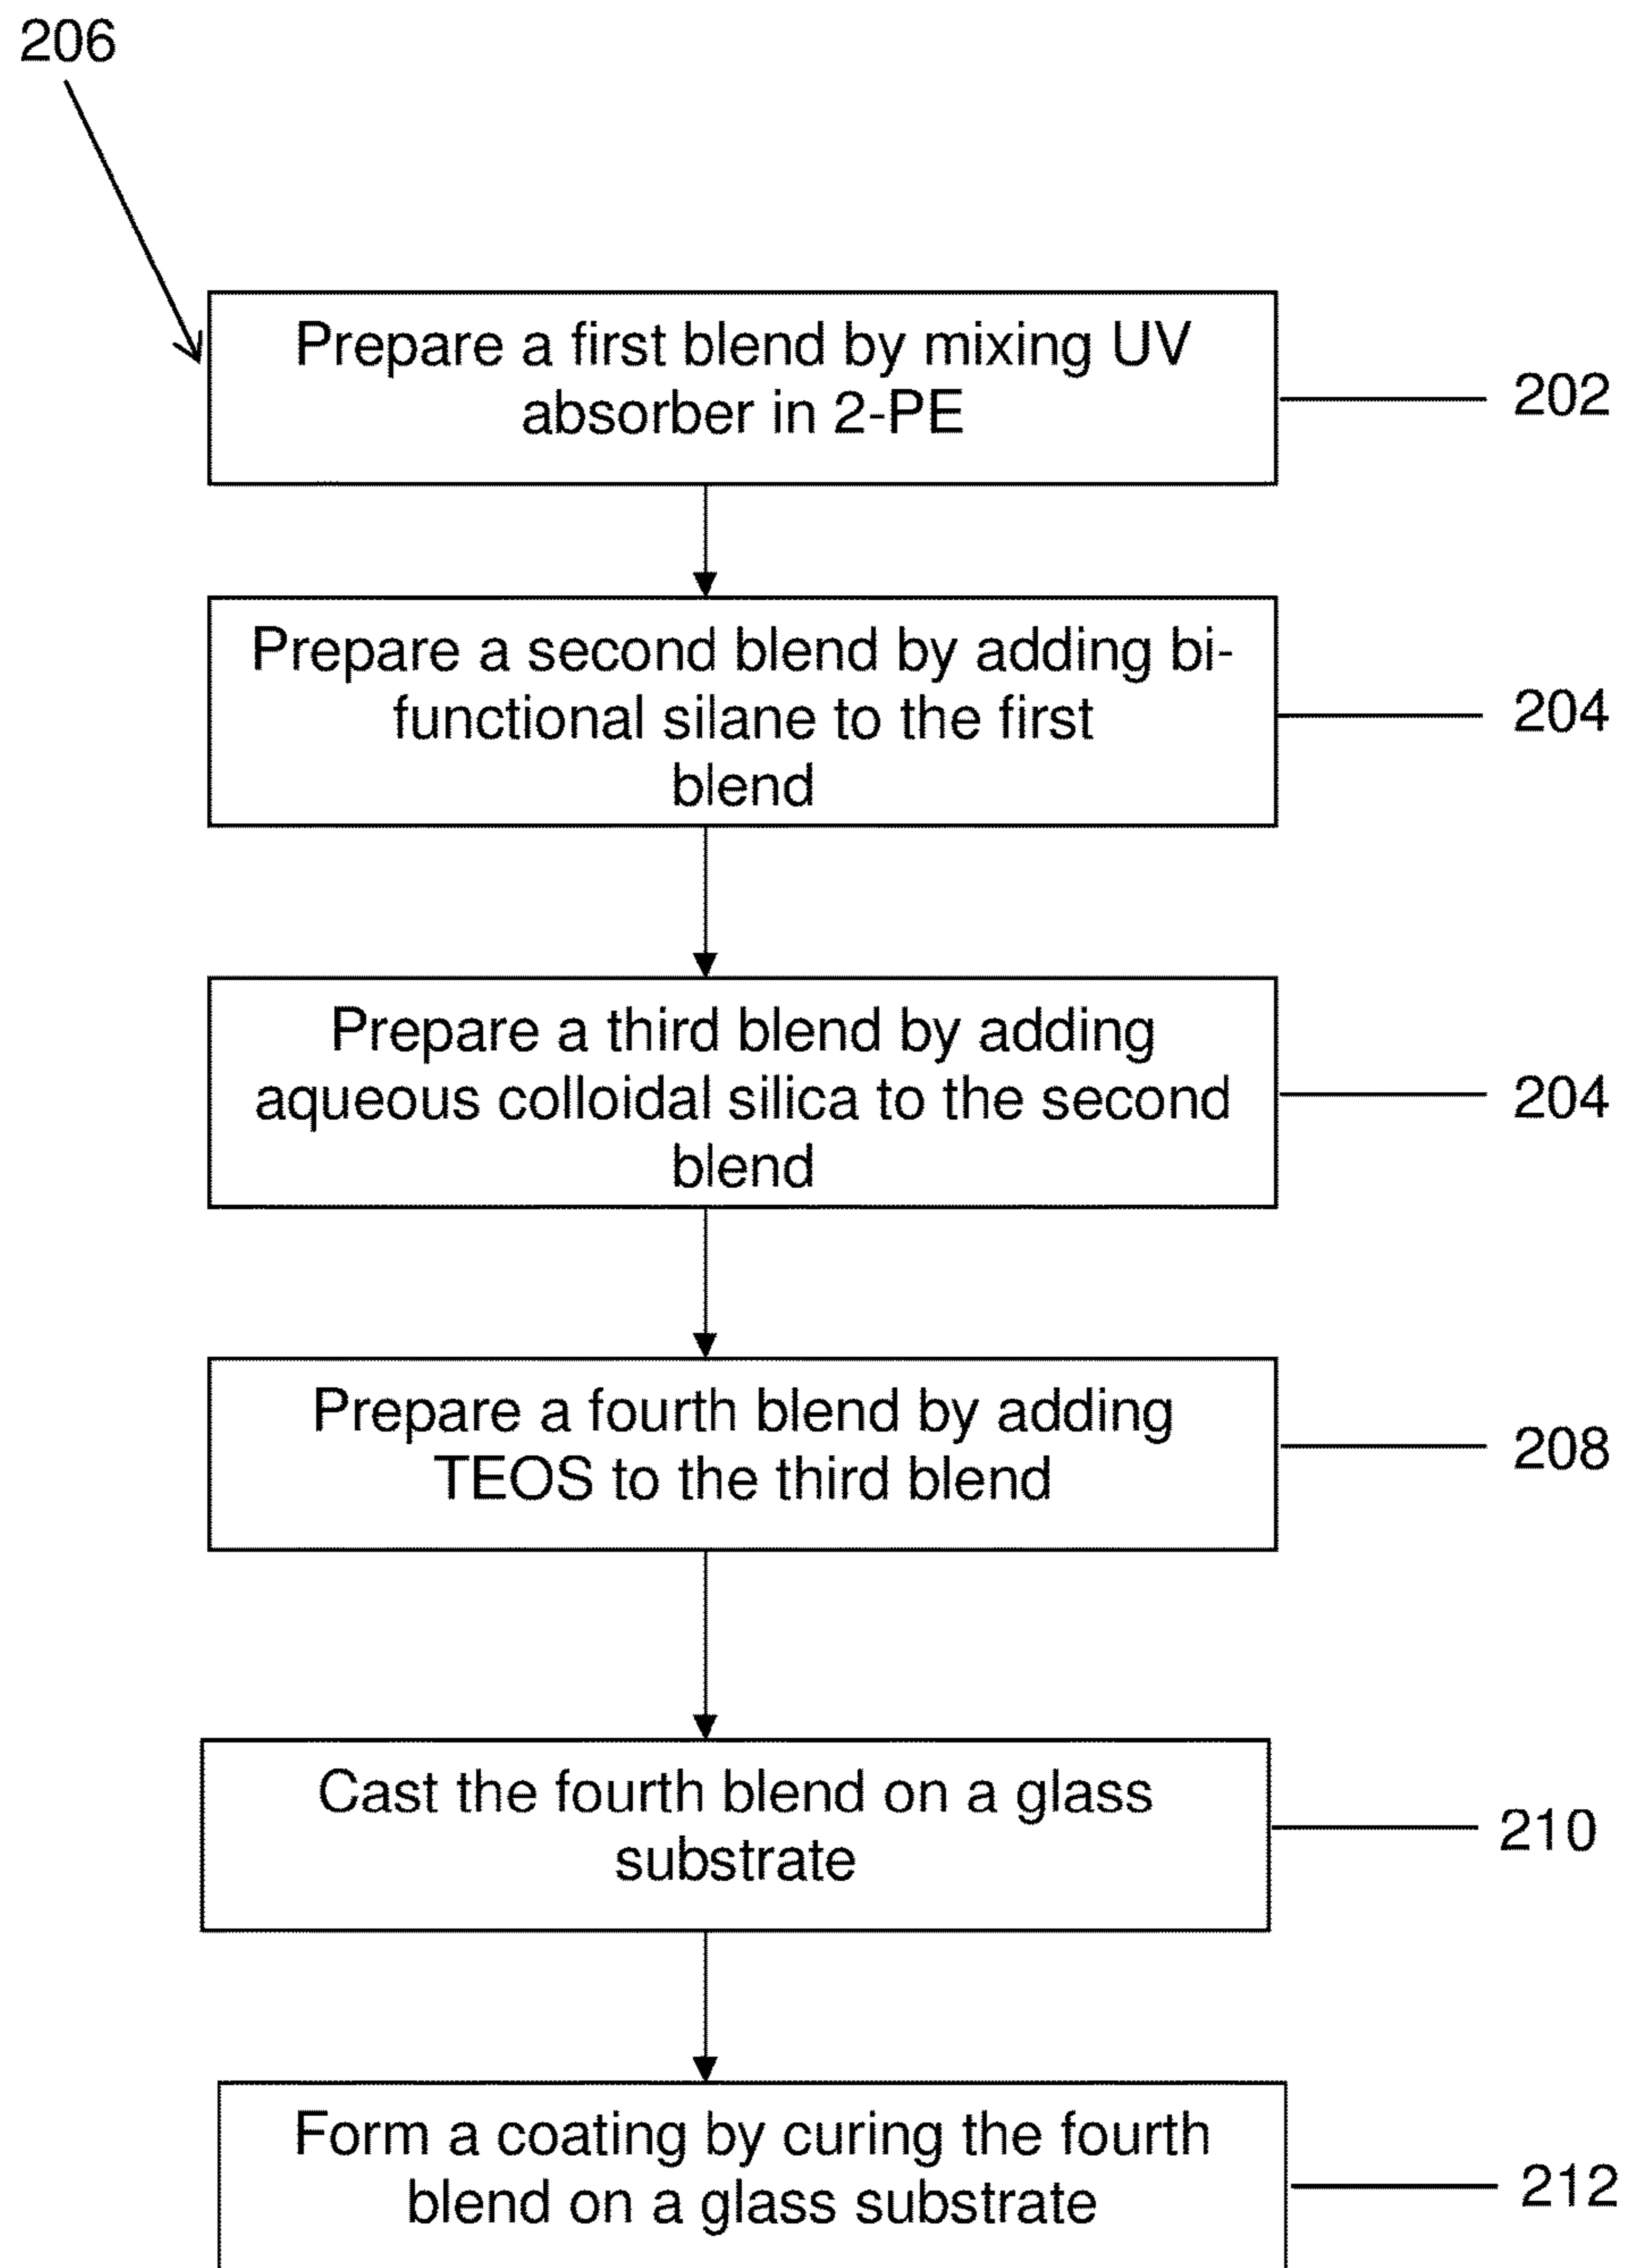 206
Prepare a first blend by mixing UV
absorber in 2-PE
202
Prepare a second blend by adding bi-
functional silane to the first
blend
204
Prepare a third blend by adding
aqueous colloidal silica to the second
blend
204
Prepare a fourth blend by adding
TEOS to the third blend
208
Cast the fourth blend on a glass
substrate
210
Form a coating by curing the fourth
blend on a glass substrate
212